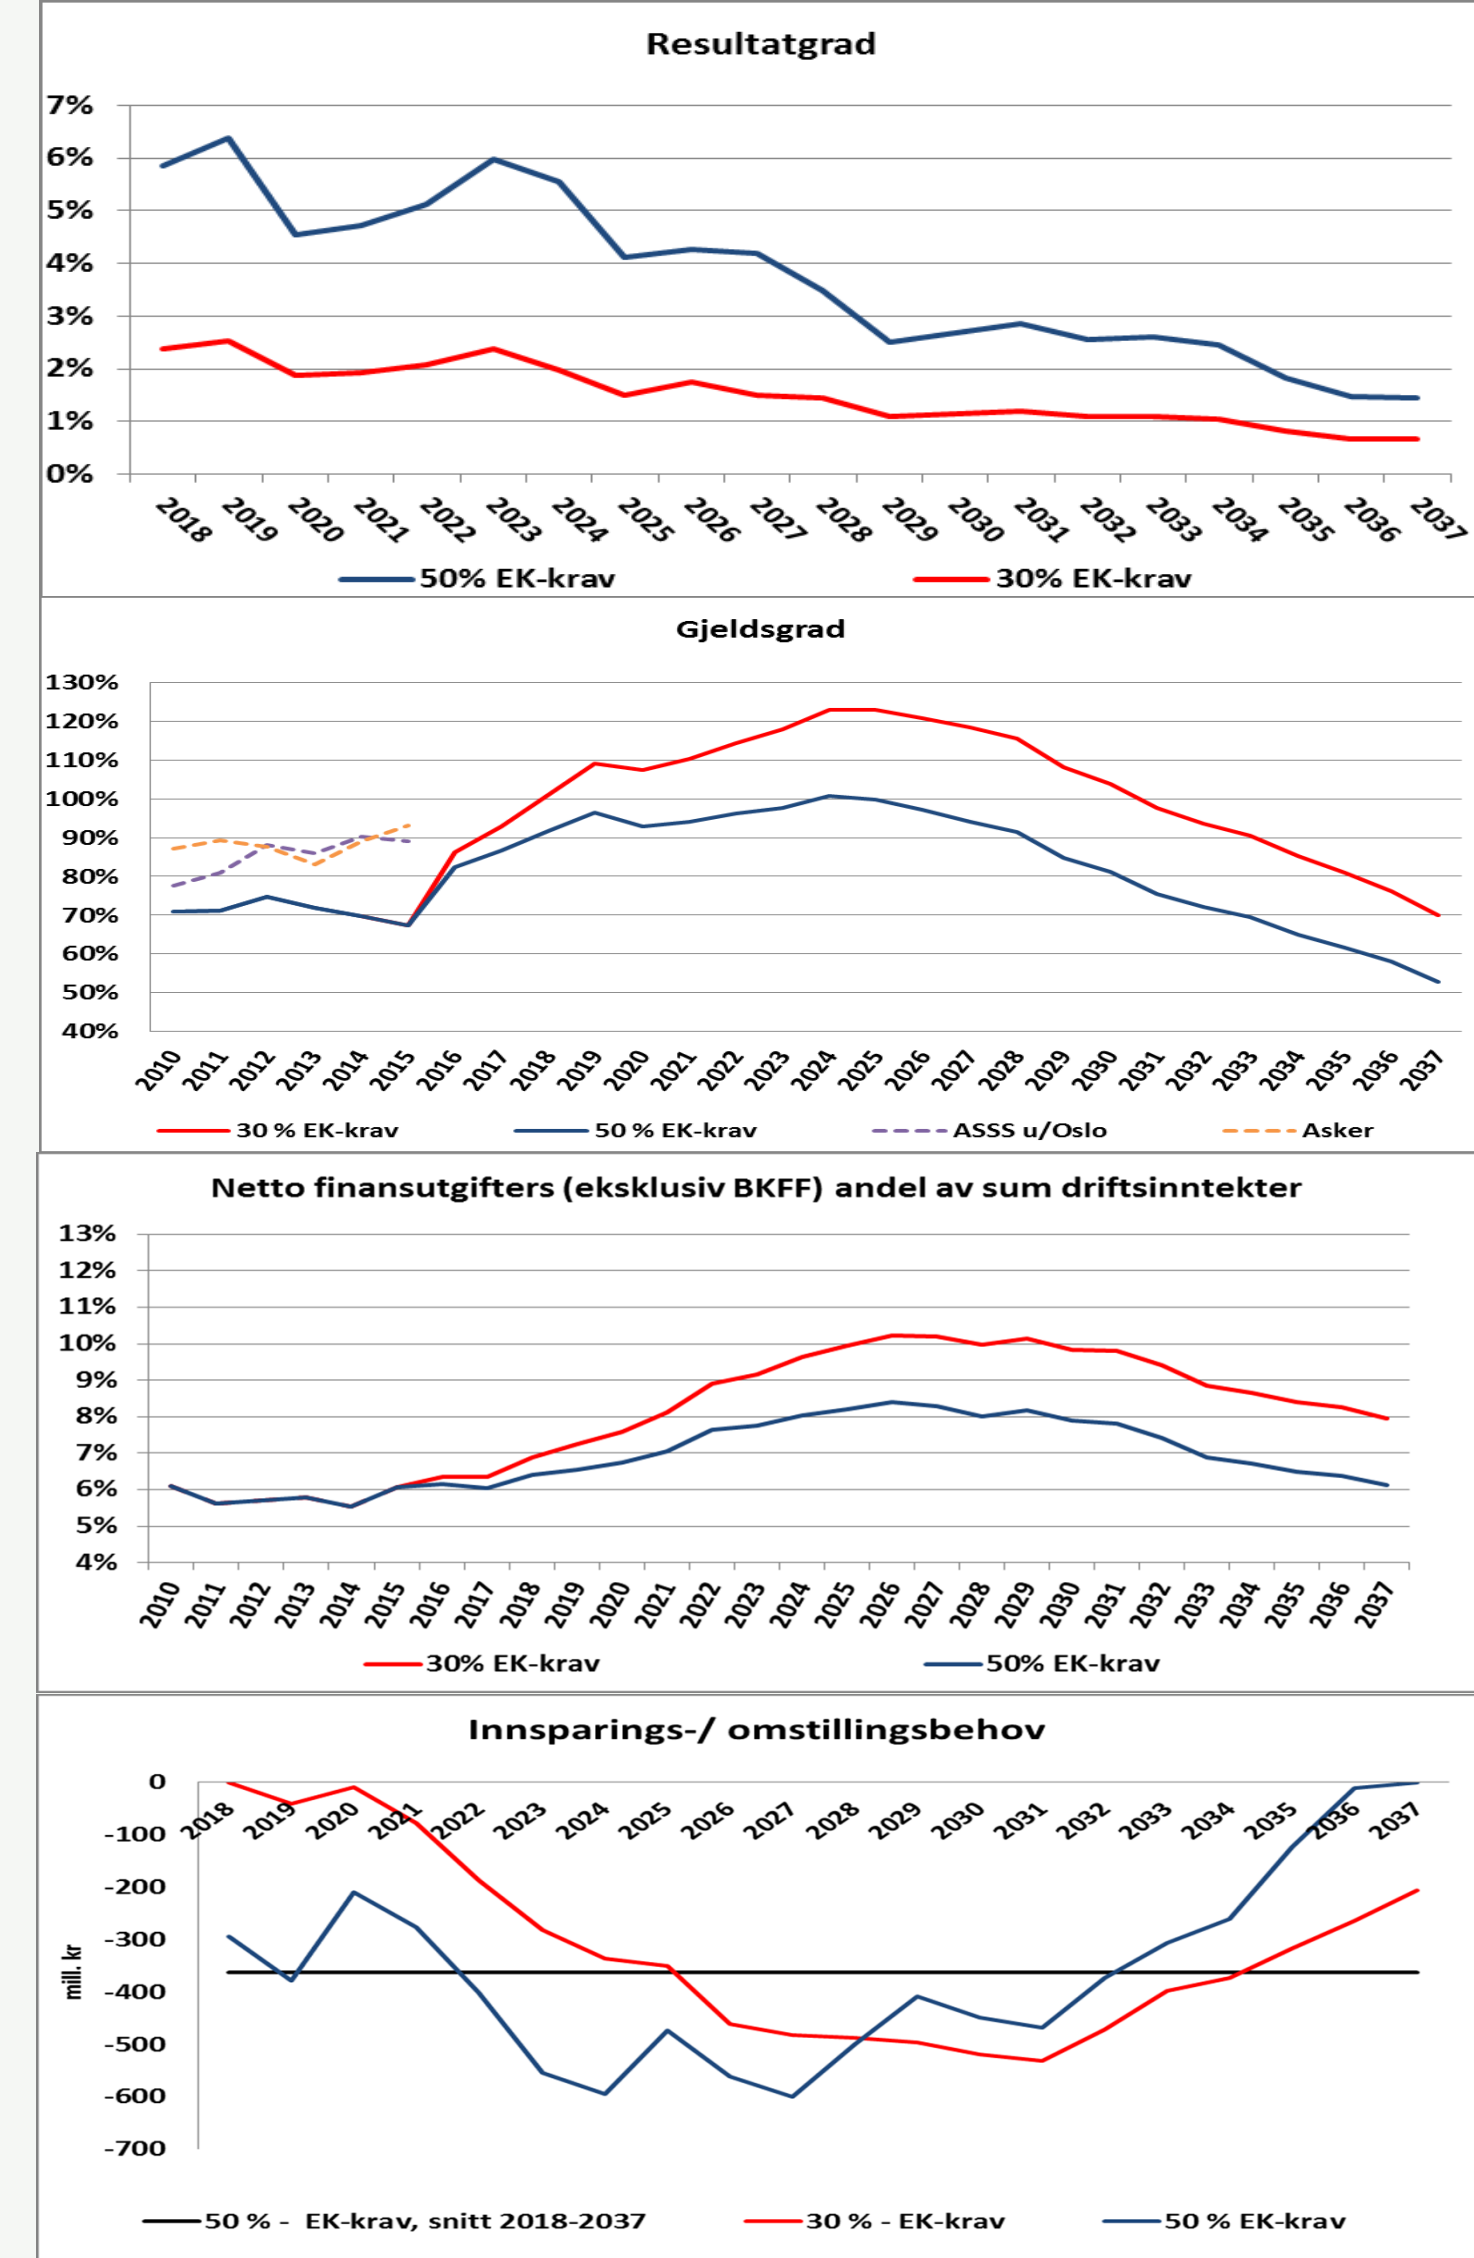 Resultatgrad
7%
6%
5%
4%
3%
2%
1%
0%
2018 2019 2020 2021 2022 2023 2024 2025 2026 2027 2028 2029 2030 2031 2032 2033 2034 2035 2036 2037
50% EK-krav 30% EK-krav
Gjeldsgrad
130%
120%
110%
100%
90%
80%
70%
60%
50%
40%
2010 2011 2012 2013 2014 2015 2016 2017 2018 2019 2020 2021 2022 2023 2024 2025 2026 2027 2028 2029 2030 2031 2032 2033 2034 2035 2036 2037
30 % EK-krav 50 % EK-krav ASSS u/Oslo Asker
Netto finansutgifters (eksklusiv BKFF) andel av sum driftsinntekter
13%
12%
11%
10%
9%
8%
7%
6%
5%
4%
2010 2011 2012 2013 2014 2015 2016 2017 2018 2019 2020 2021 2022 2023 2024 2025 2026 2027 2028 2029 2030 2031 2032 2033 2034 2035 2036 2037
30% EK-krav 50% EK-krav
Innsparings-/ omstillingsbehov
0
2018 2019 2020 2021 2022 2023 2024 2025 2026 2027 2028 2029 2030 2031 2032 2033 2034 2035 2036 2037
-100
-200
-300
-400
-500
-600
-700
mill. kr
50 % - EK-krav, snitt 2018-2037 30 % - EK-krav 50 % EK-krav